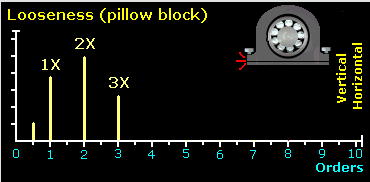 Looseness (pillow block)
1X
2X
3X
Vertical
Horizontal
0 1 2 3 4 5 6 7 8 9 10
Orders